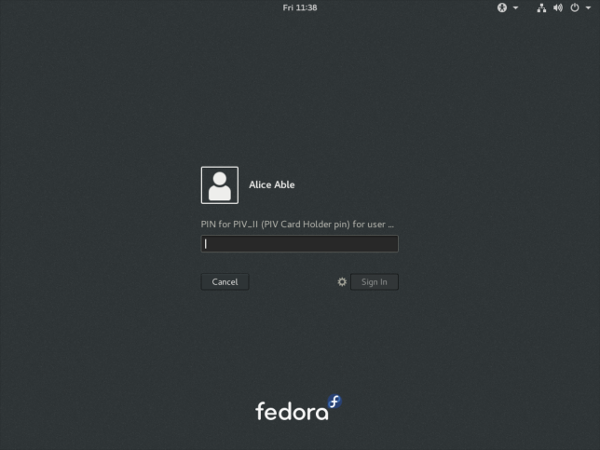 Fri 11:38
Alice Able
PIN for PIV_II (PIV Card Holder pin) for user ...
Cancel
Sign In
fedora